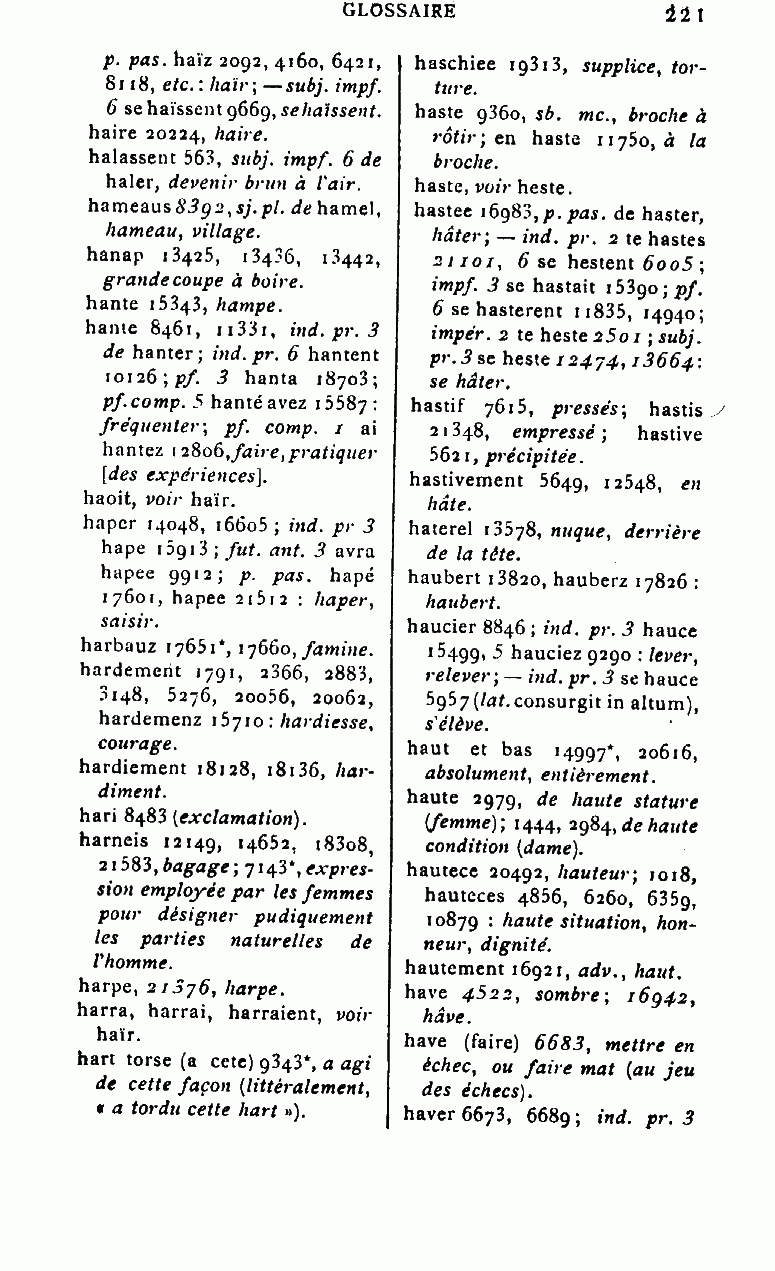 GLOSSAIRE 221
p. pas. haïz 2092, 4160, 6421,
8118, etc. : haïr; — subj. impf.
6 se haïssent 9669, se haïssent.
haire 20224, haire.
halassent 563, subj. impf. 6 de
haler, devenir brun à l'air.
hameaus 8392, sj. pl. de hamel,
hameau, village.
hanap 13425, 13436, 13442,
grande coupe à boire.
hante 15343, hampe.
hante 8461, 11331, ind. pr. 3
de hanter; ind. pr. 6 hantent
10126 ; pf. 3 hanta 18703;
pf. comp. 5 hanté avez 15587 :
fréquenter; pf. comp. 1 ai
hantez 12806, faire, pratiquer
[des expériences].
haoit, voir haïr.
haper 14048, 16605 ; ind. pr 3
hape 15913 ; fut. ant. 3 avra
hapee 9912 ; p. pas. hapé
17601, hapee 21512 : haper,
saisir.
harbauz 17651*, 17660, famine.
hardement 1791, 2366, 2883,
3148, 5276, 20056, 20062,
hardemenz 15710 : hardiesse,
courage.
hardiement 18128, 18136, har-
diment.
hari 8483 (exclamation).
harneis 12149, 14652, 18308,
21583, bagage ; 7143*, expres-
sion employée par les femmes
pour désigner pudiquement
les parties naturelles de
l'homme.
harpe, 21376, harpe.
harra, harrai, harraient, voir
haïr.
hart torse (a cete) 9343*, a agi
de cette façon (littéralement,
« a tordu cette hart »).
haschiee 19313, supplice, tor-
ture.
haste 9360, sb. mc., broche à
rôtir ; en haste 11750, à la
broche.
haste, voir heste.
hastee 16983, p. pas. de haster,
hâter ; — ind. pr. 2 te hastes
21101, 6 se hestent 6005 ;
impf. 3 se hastait 15390 ; pf.
6 se hasterent 11835, 14940;
impér. 2 te heste 2501 ; subj.
pr. 3 se heste 12474, 13664 :
se hâter.
hastif 7615, pressés ; hastis
21348, empressé ; hastive
5621, précipitée.
hastivement 5649, 12548, en
hâte.
haterel 13578, nuque, derrière
de la tête.
haubert 13820, hauberz 17826 :
haubert.
haucier 8846 ; ind. pr. 3 hauce
15499, 5 hauciez 9290 : lever,
relever ; — ind. pr. 3 se hauce
5957 (lat. consurgit in altum),
s'élève.
haut et bas 14997*, 20616,
absolument, entièrement.
haute 2979, de haute stature
(femme) ; 1444, 2984, de haute
condition (dame).
hautece 20492, hauteur ; 1018,
hauteces 4856, 6260, 6359,
10879 : haute situation, hon-
neur, dignité.
hautement 16921, adv., haut.
have 4522, sombre ; 16942,
hâve.
have (faire) 6683, mettre en
échec, ou faire mat (au jeu
des échecs).
haver 6673, 6689 ; ind. pr. 3